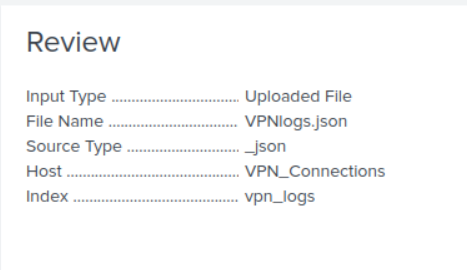 Review
Input Type ................................ Uploaded File
File Name ................................ VPNlogs.json
Source Type ............................ _json
Host .......................................... VPN_Connections
Index ........................................ vpn_logs